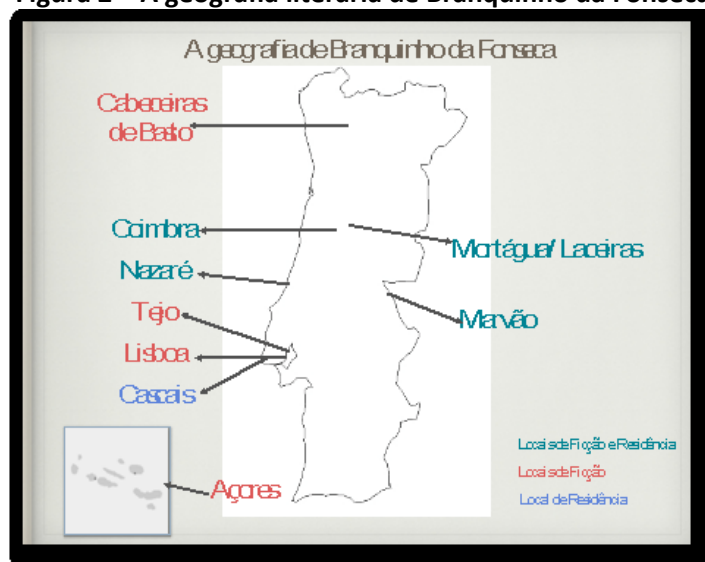 Figura 2 – A geografia literária de Branquinho da Fonseca
A geografia de Branquinho da Fonseca
Cabeceiras
de Basto
Coimbra
Mortágua/ Laceiras
Nazaré
Marvão
Tejo
Lisboa
Cascais
Açores
Locais de Ficção e Residência
Locais de Ficção
Local de Residência